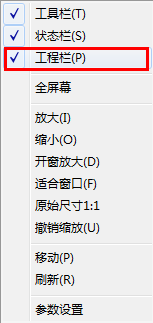 工具栏(T)
状态栏(S)
工程栏(P)
全屏幕
放大(I)
缩小(O)
开窗放大(D)
适合窗口(F)
原始尺寸1:1
撤销缩放(U)
移动(P)
刷新(R)
参数设置